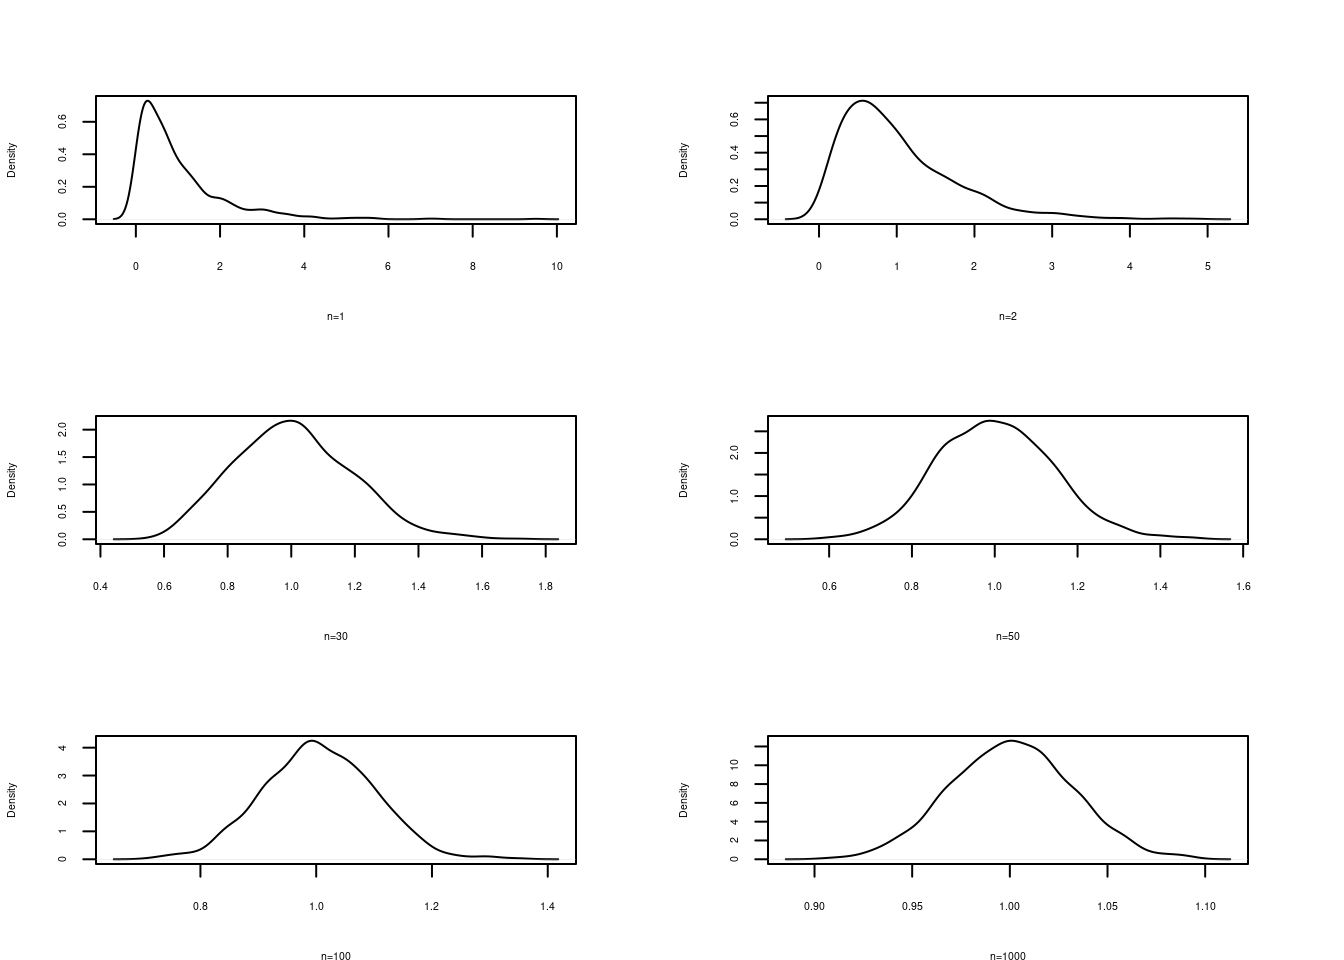 Density
0.0 0.2 0.4 0.6
0 2 4 6 8 10
n=1
Density
0.0 0.2 0.4 0.6
0 1 2 3 4 5
n=2
Density
0.0 0.5 1.0 1.5 2.0
0.4 0.6 0.8 1.0 1.2 1.4 1.6 1.8
n=30
Density
0.0 1.0 2.0
0.6 0.8 1.0 1.2 1.4 1.6
n=50
Density
0 1 2 3 4
0.8 1.0 1.2 1.4
n=100
Density
0 2 4 6 8 10
0.90 0.95 1.00 1.05 1.10
n=1000